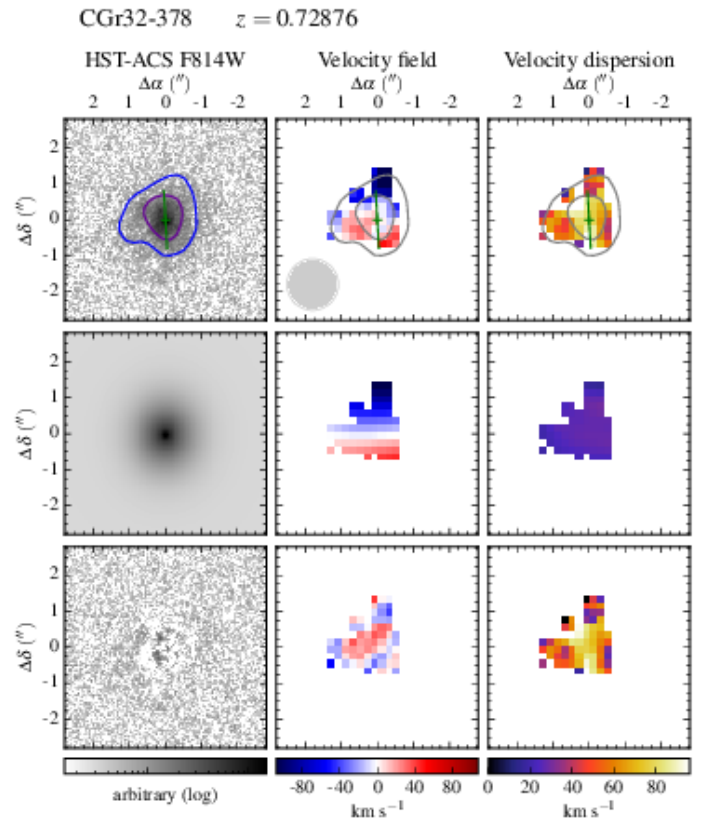 CGr32-378 z = 0.72876
HST-ACS F814W Velocity field Velocity dispersion
Δα (″) Δα (″) Δα (″)
2 1 0 -1 -2 2 1 0 -1 -2 2 1 0 -1 -2
Δδ (″)
2
1
0
-1
-2
Δδ (″)
2
1
0
-1
-2
Δδ (″)
2
1
0
-1
-2
-80 -40 0 40 80 0 20 40 60 80
arbitrary (log) km s⁻¹ km s⁻¹